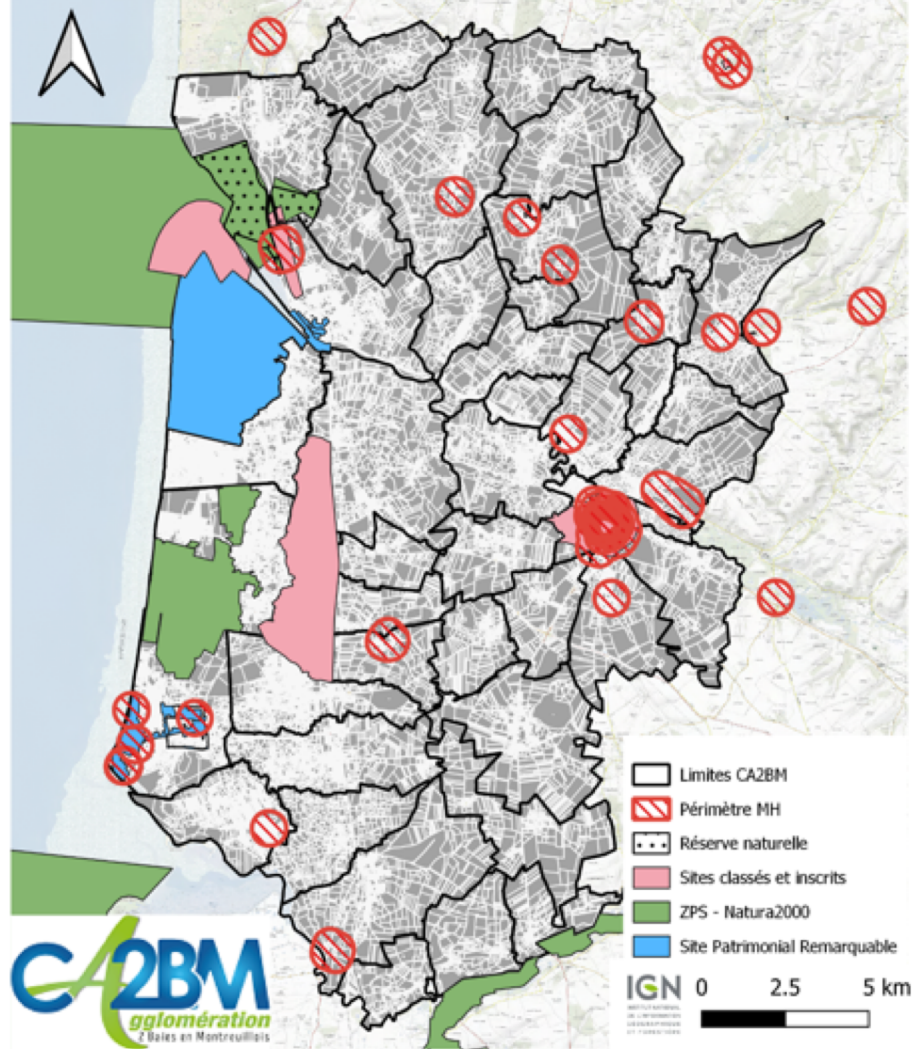 Limites CA2BM
Périmètre MH
Réserve naturelle
Sites classés et inscrits
ZPS - Natura2000
Site Patrimonial Remarquable
CA2BM
gglomération
2 Baies en Montreuillois
IGN
0 2.5 5 km